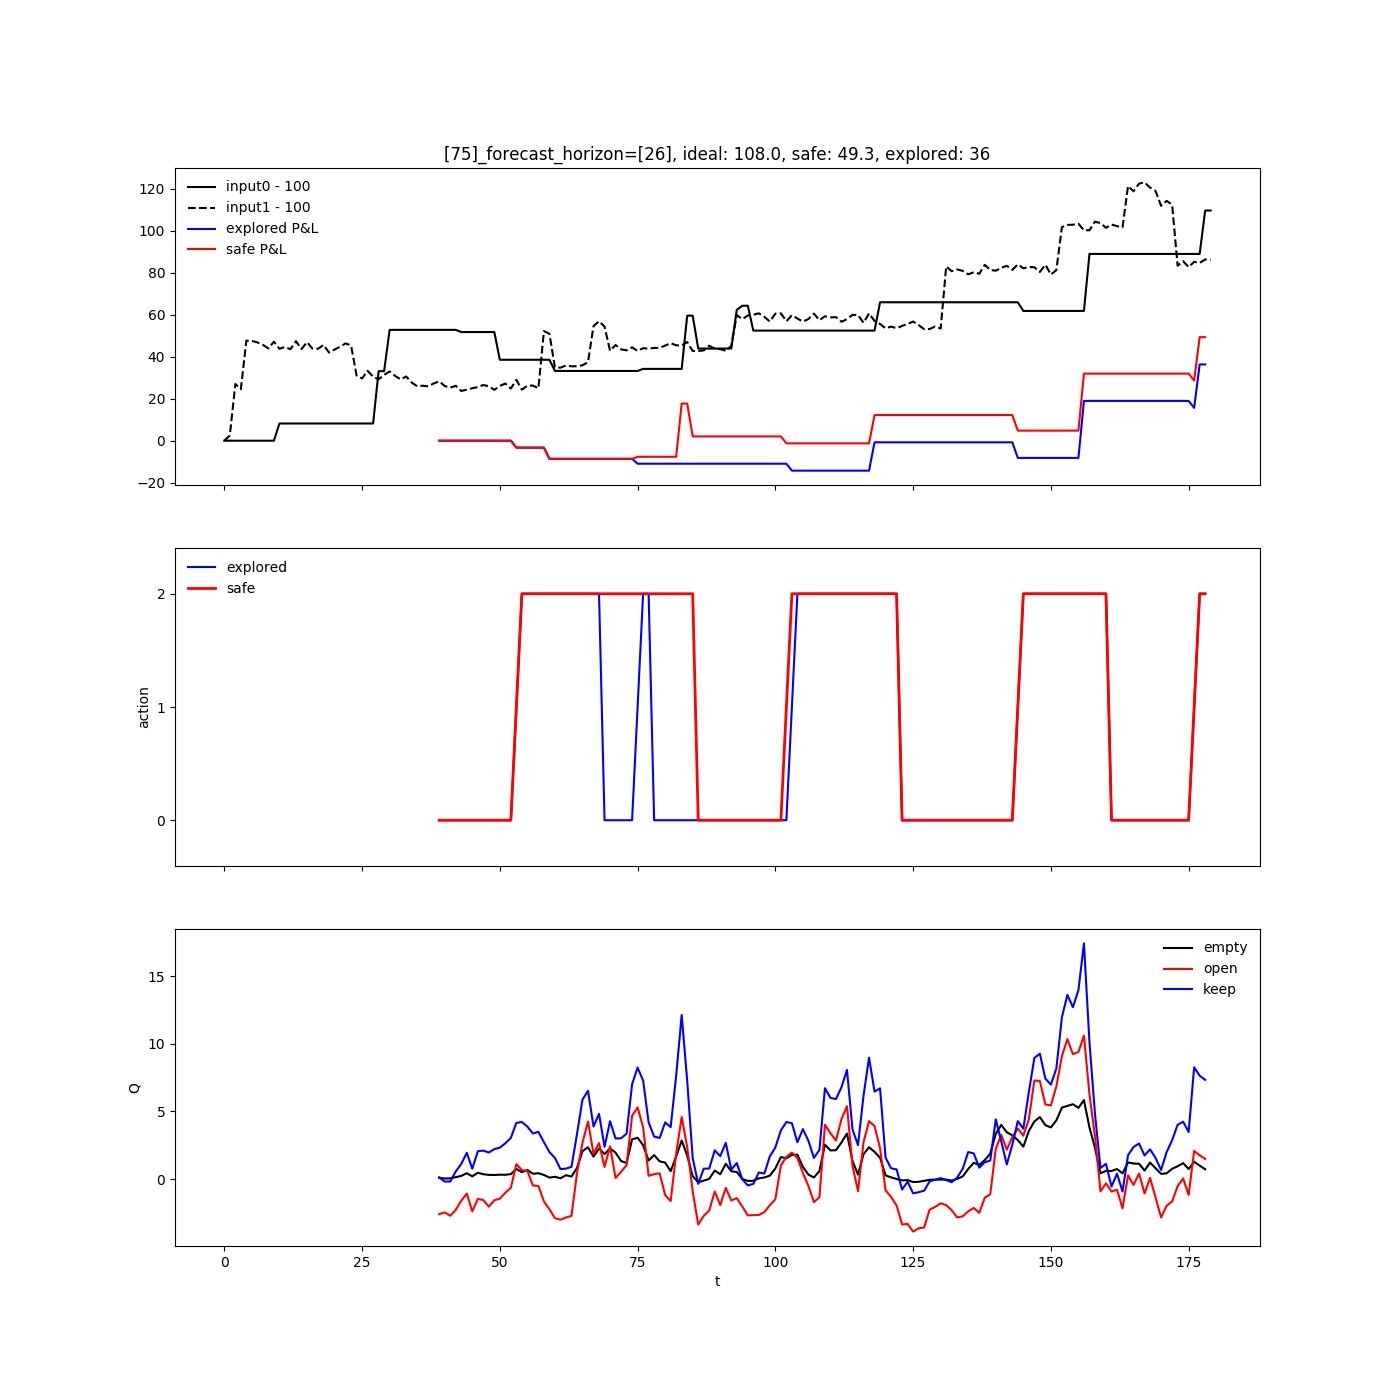 [75]_forecast_horizon=[26], ideal: 108.0, safe: 49.3, explored: 36
input0 - 100
input1 - 100
explored P&L
safe P&L
120
100
80
60
40
20
0
−20
explored
safe
2
1
0
action
empty
open
keep
15
10
5
0
Q
0 25 50 75 100 125 150 175
t